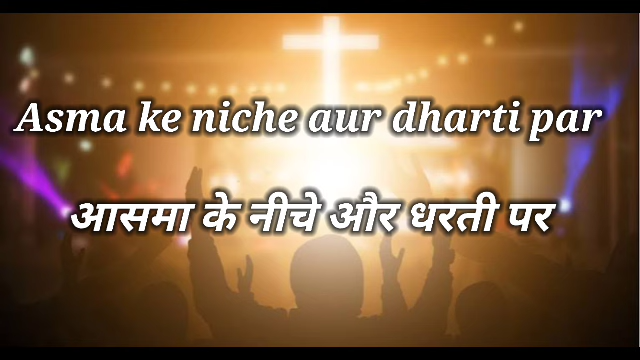 Asma ke niche aur dharti par
आसमा के नीचे और धरती पर